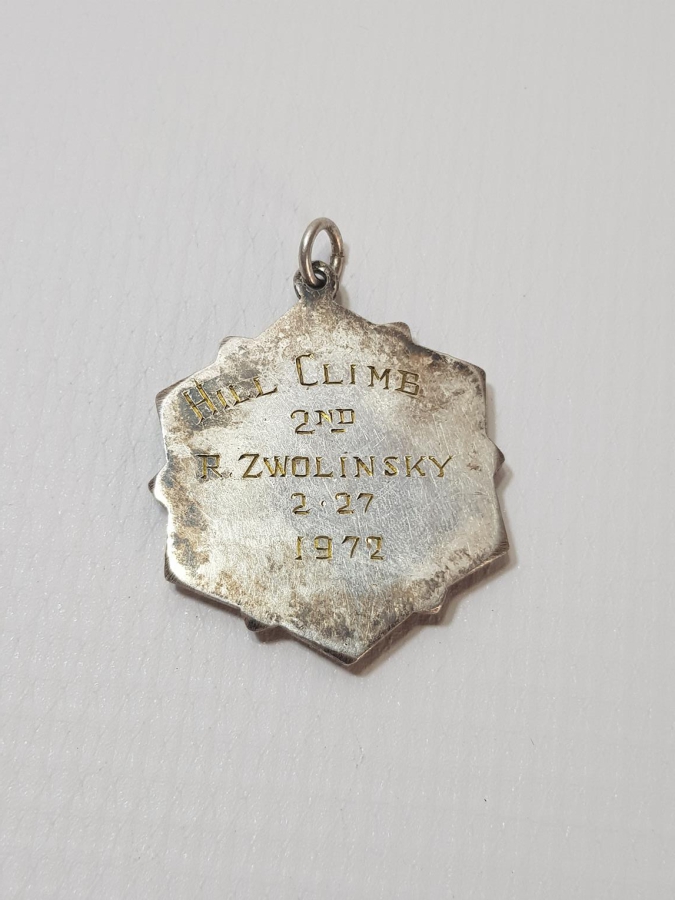 HILL CLIMB
2ND
R. ZWOLINSKY
2·27
1972